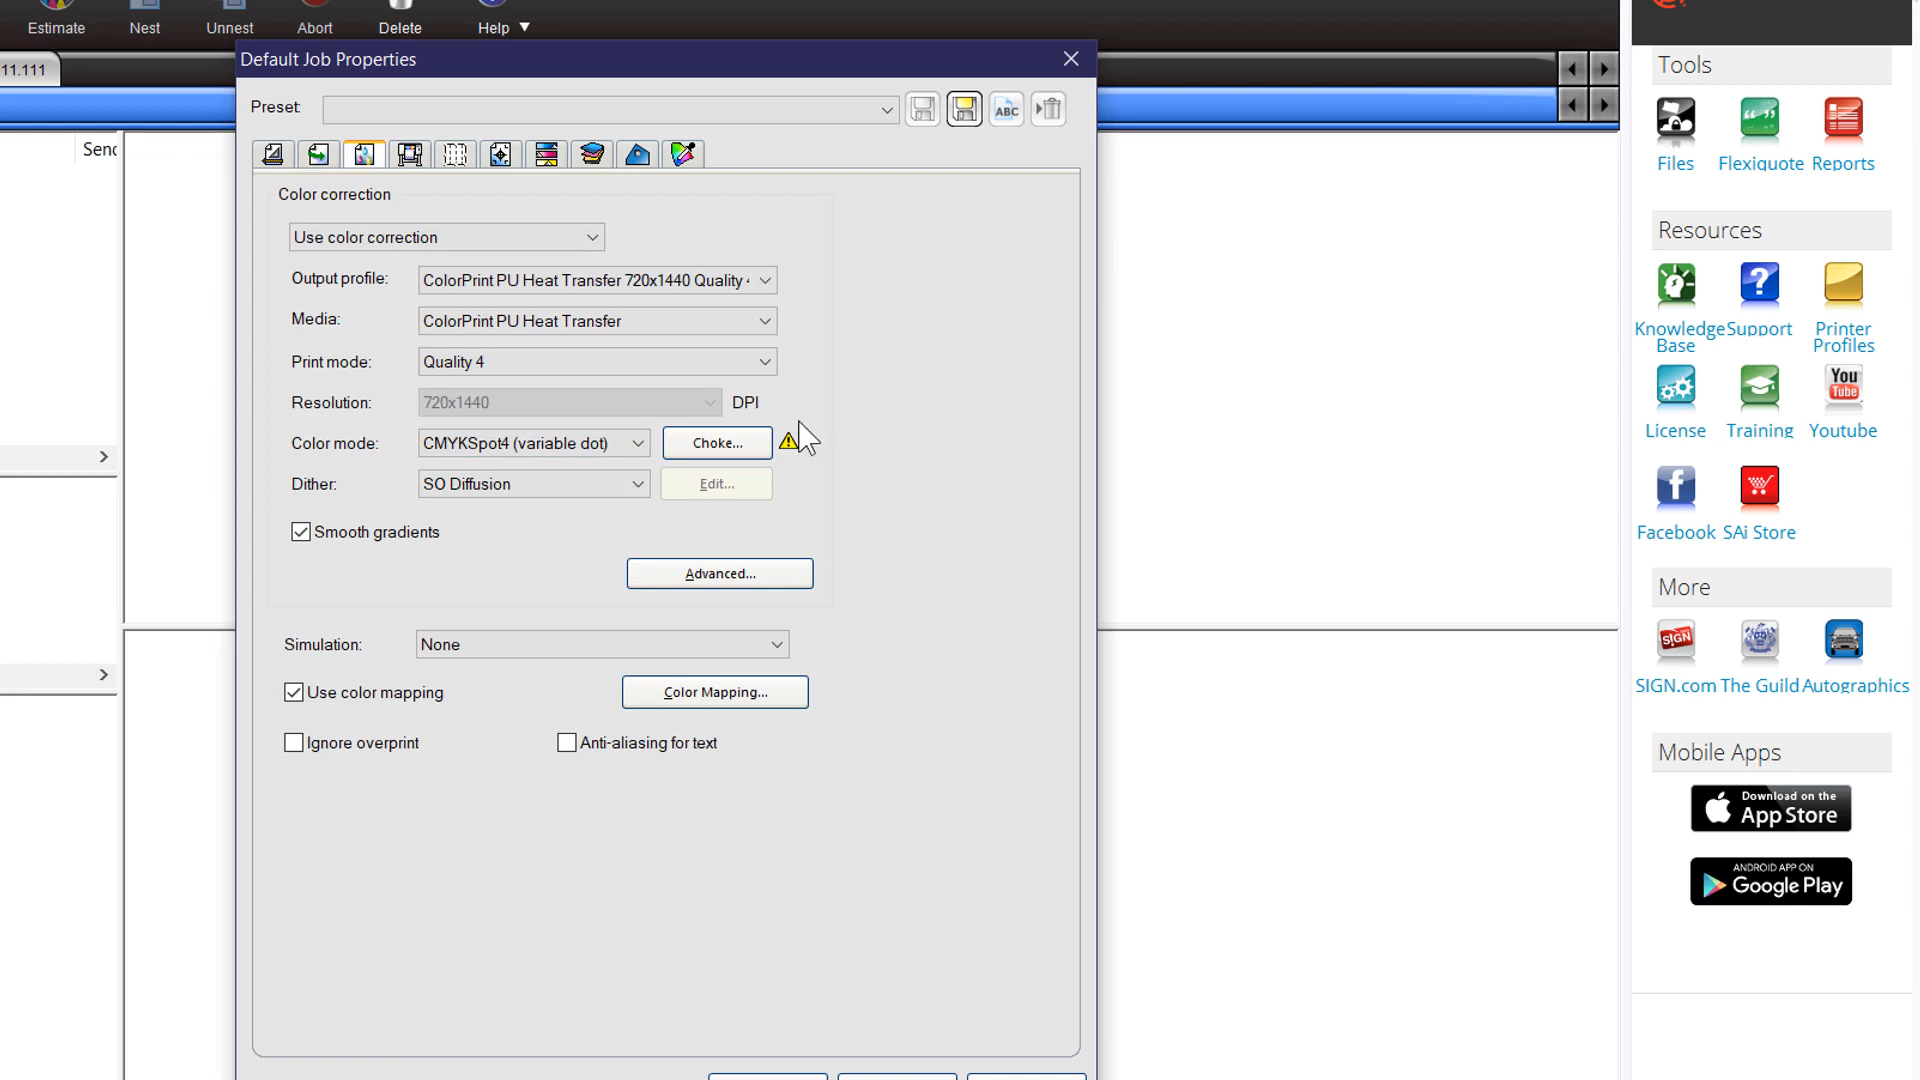 Estimate
Nest
Unnest
Abort
Delete
Help
11.111
Default Job Properties
Preset:
ABC
Send
Color correction
Use color correction
Output profile:
ColorPrint PU Heat Transfer 720x1440 Quality
Media:
ColorPrint PU Heat Transfer
Print mode:
Quality 4
Resolution:
720x1440
DPI
Color mode:
CMYKSpot4 (variable dot)
Choke...
Dither:
SO Diffusion
Edit...
Smooth gradients
Advanced...
Simulation:
None
Use color mapping
Color Mapping...
Ignore overprint
Anti-aliasing for text
Tools
Files
Flexiquote
Reports
Resources
Knowledge
Base
Support
Printer
Profiles
You
Tube
License
Training
Youtube
Facebook
SAi Store
More
SIGN
SIGN.com
The Guild
Autographics
Mobile Apps
Download on the
App Store
ANDROID APP ON
Google Play